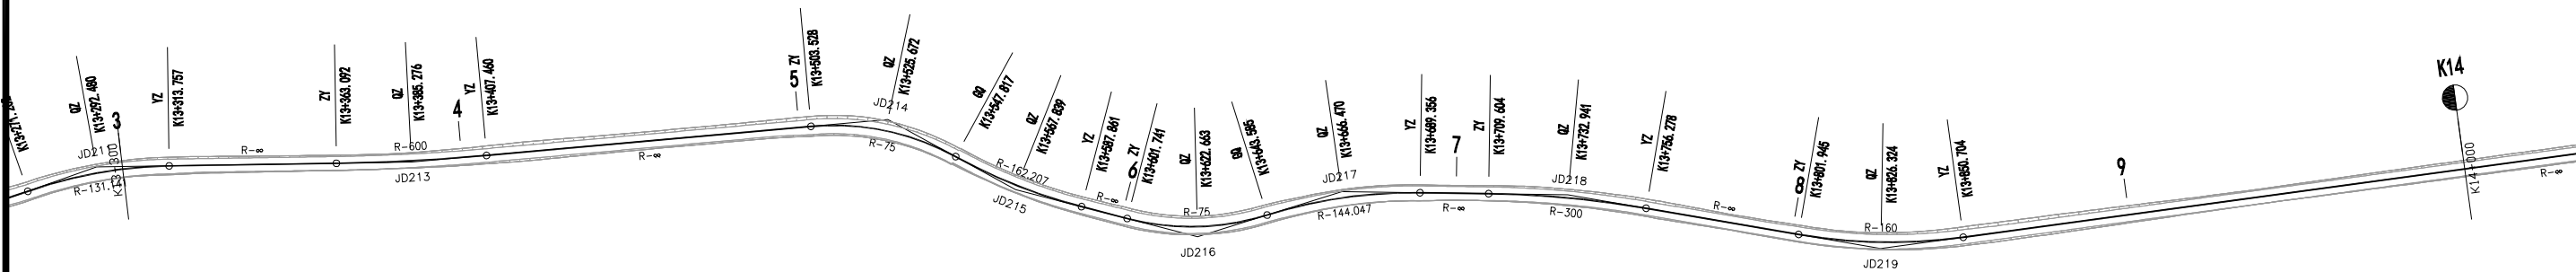 QZ
K13+292.480
3
YZ
K13+313.757
ZY
K13+363.092
QZ
K13+385.276
4
YZ
K13+407.460
5
ZY
K13+503.528
QZ
K13+525.672
GQ
K13+547.817
QZ
K13+567.839
YZ
K13+587.861
6
ZY
K13+601.741
QZ
K13+622.663
GQ
K13+643.585
QZ
K13+666.470
YZ
K13+689.356
7
ZY
K13+709.604
QZ
K13+732.941
YZ
K13+756.278
8
ZY
K13+801.945
QZ
K13+826.324
YZ
K13+850.704
9
K14
K13+300
R-∞
R-600
JD213
R-∞
JD214
R-75
R-162.207
JD215
R-∞
R-75
JD216
JD217
R-144.047
R-∞
JD218
R-300
R-∞
R-160
JD219
K14+000
R-∞